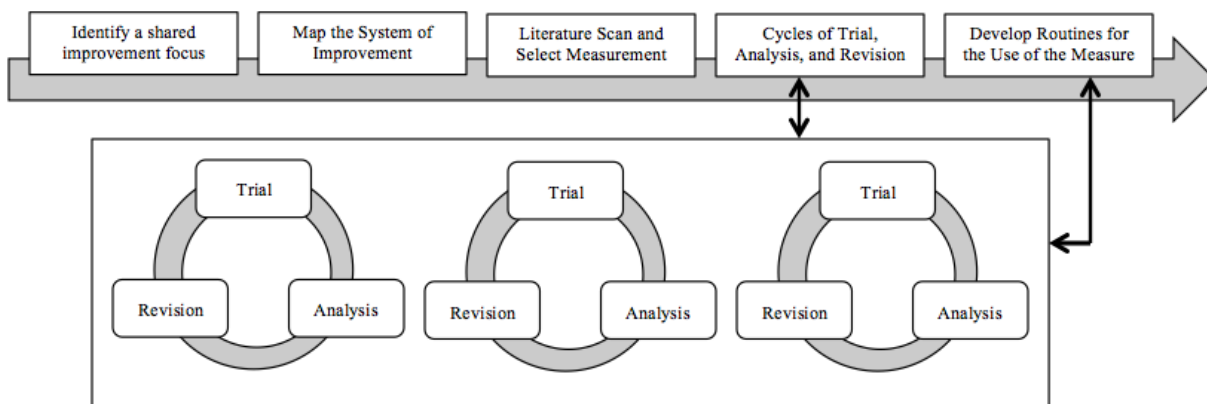 Identify a shared
improvement focus
Map the System of
Improvement
Literature Scan and
Select Measurement
Cycles of Trial,
Analysis, and Revision
Develop Routines for
the Use of the Measure
Trial
Revision
Analysis
Trial
Revision
Analysis
Trial
Revision
Analysis